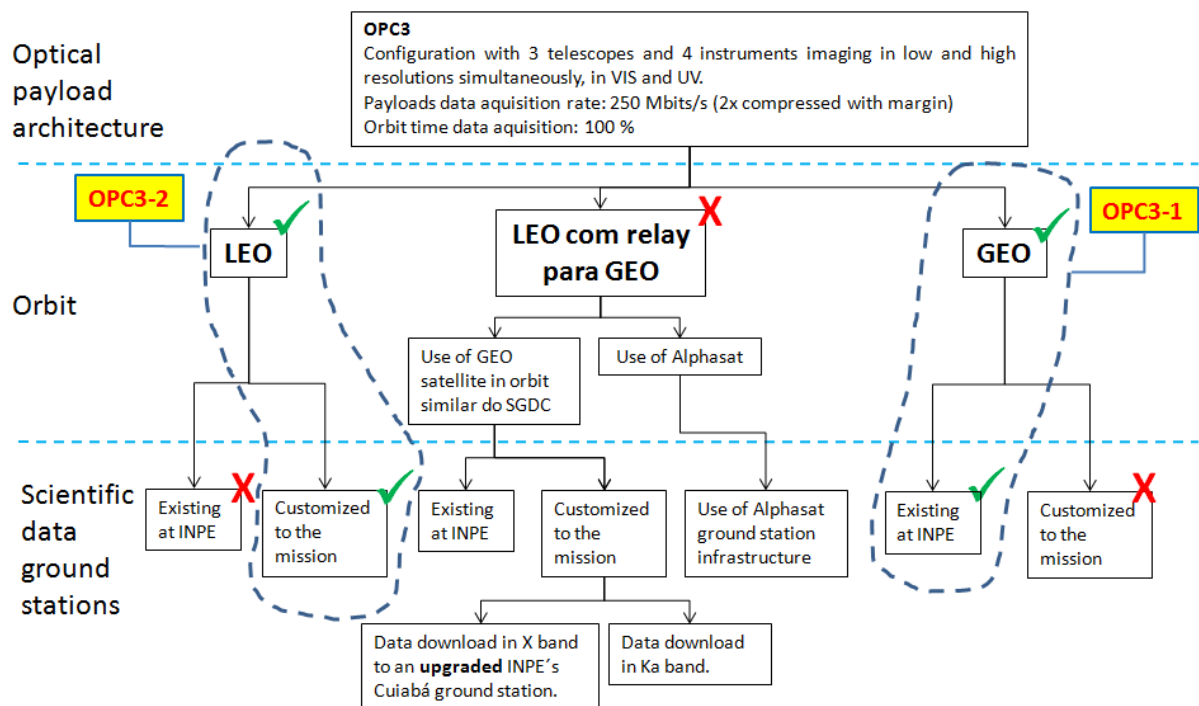 Optical
payload
architecture
OPC3
Configuration with 3 telescopes and 4 instruments imaging in low and high
resolutions simultaneously, in VIS and UV.
Payloads data aquisition rate: 250 Mbits/s (2x compressed with margin)
Orbit time data aquisition: 100 %
OPC3-2
OPC3-1
X
LEO
LEO com relay
para GEO
GEO
Orbit
Use of GEO
satellite in orbit
similar do SGDC
Use of Alphasat
Scientific
data
ground
stations
X
Existing
at INPE
Customized
to the
mission
Existing
at INPE
Customized
to the
mission
Use of Alphasat
ground station
infrastructure
Existing
at INPE
X
Customized
to the
mission
Data download in X band
to an upgraded INPE´s
Cuiabá ground station.
Data download
in Ka band.